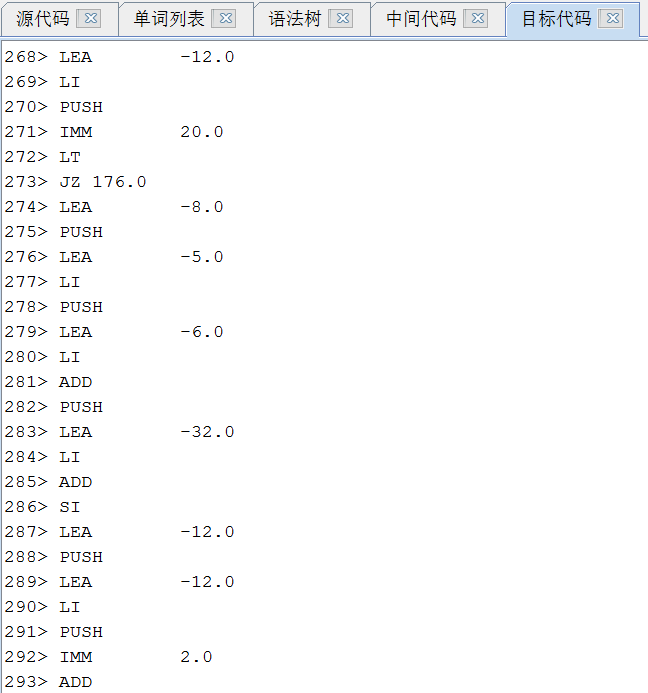 源代码 单词列表 语法树 中间代码 目标代码
268> LEA -12.0
269> LI
270> PUSH
271> IMM 20.0
272> LT
273> JZ 176.0
274> LEA -8.0
275> PUSH
276> LEA -5.0
277> LI
278> PUSH
279> LEA -6.0
280> LI
281> ADD
282> PUSH
283> LEA -32.0
284> LI
285> ADD
286> SI
287> LEA -12.0
288> PUSH
289> LEA -12.0
290> LI
291> PUSH
292> IMM 2.0
293> ADD